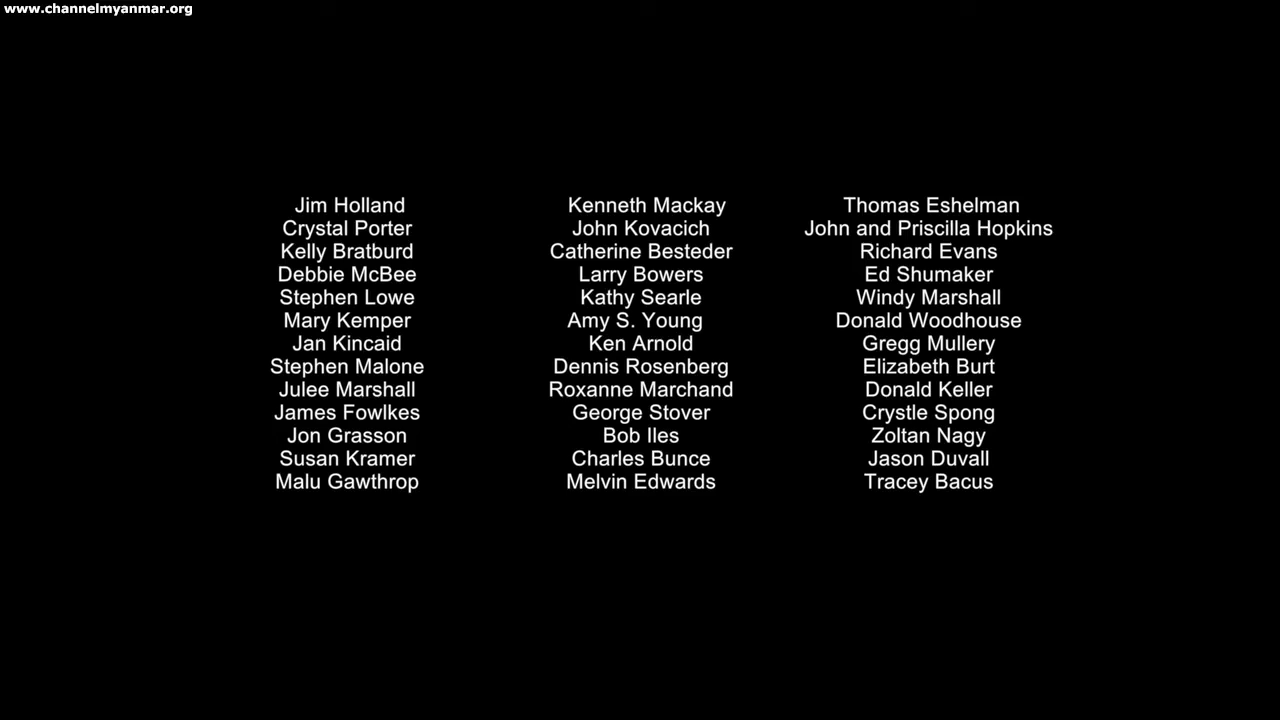 www.channelmyanmar.org
Jim Holland
Crystal Porter
Kelly Bratburd
Debbie McBee
Stephen Lowe
Mary Kemper
Jan Kincaid
Stephen Malone
Julee Marshall
James Fowlkes
Jon Grasson
Susan Kramer
Malu Gawthrop
Kenneth Mackay
John Kovacich
Catherine Besteder
Larry Bowers
Kathy Searle
Amy S. Young
Ken Arnold
Dennis Rosenberg
Roxanne Marchand
George Stover
Bob Iles
Charles Bunce
Melvin Edwards
Thomas Eshelman
John and Priscilla Hopkins
Richard Evans
Ed Shumaker
Windy Marshall
Donald Woodhouse
Gregg Mullery
Elizabeth Burt
Donald Keller
Crystle Spong
Zoltan Nagy
Jason Duvall
Tracey Bacus